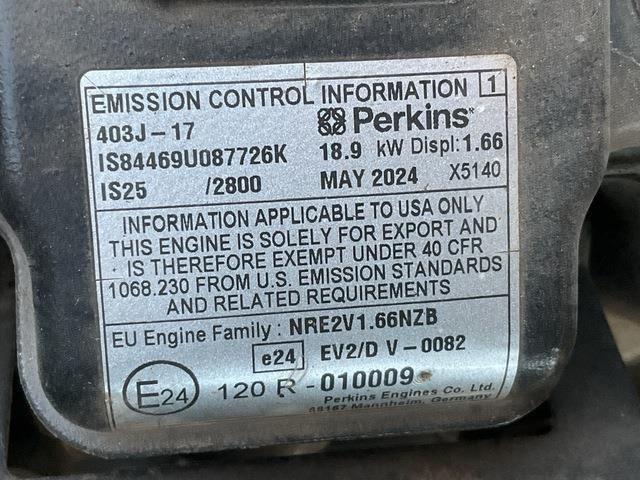 EMISSION CONTROL INFORMATION 1
403J-17 Perkins
IS84469U087726K 18.9 kW Displ: 1.66
IS25 /2800 MAY 2024 X5140
INFORMATION APPLICABLE TO USA ONLY
THIS ENGINE IS SOLELY FOR EXPORT AND
IS THEREFORE EXEMPT UNDER 40 CFR
1068.230 FROM U.S. EMISSION STANDARDS
AND RELATED REQUIREMENTS
EU Engine Family: NRE2V1.66NZB
e24 EV2/D V-0082
E24 120 R -010009
Perkins Engines Co. Ltd.
68167 Mannheim, Germany